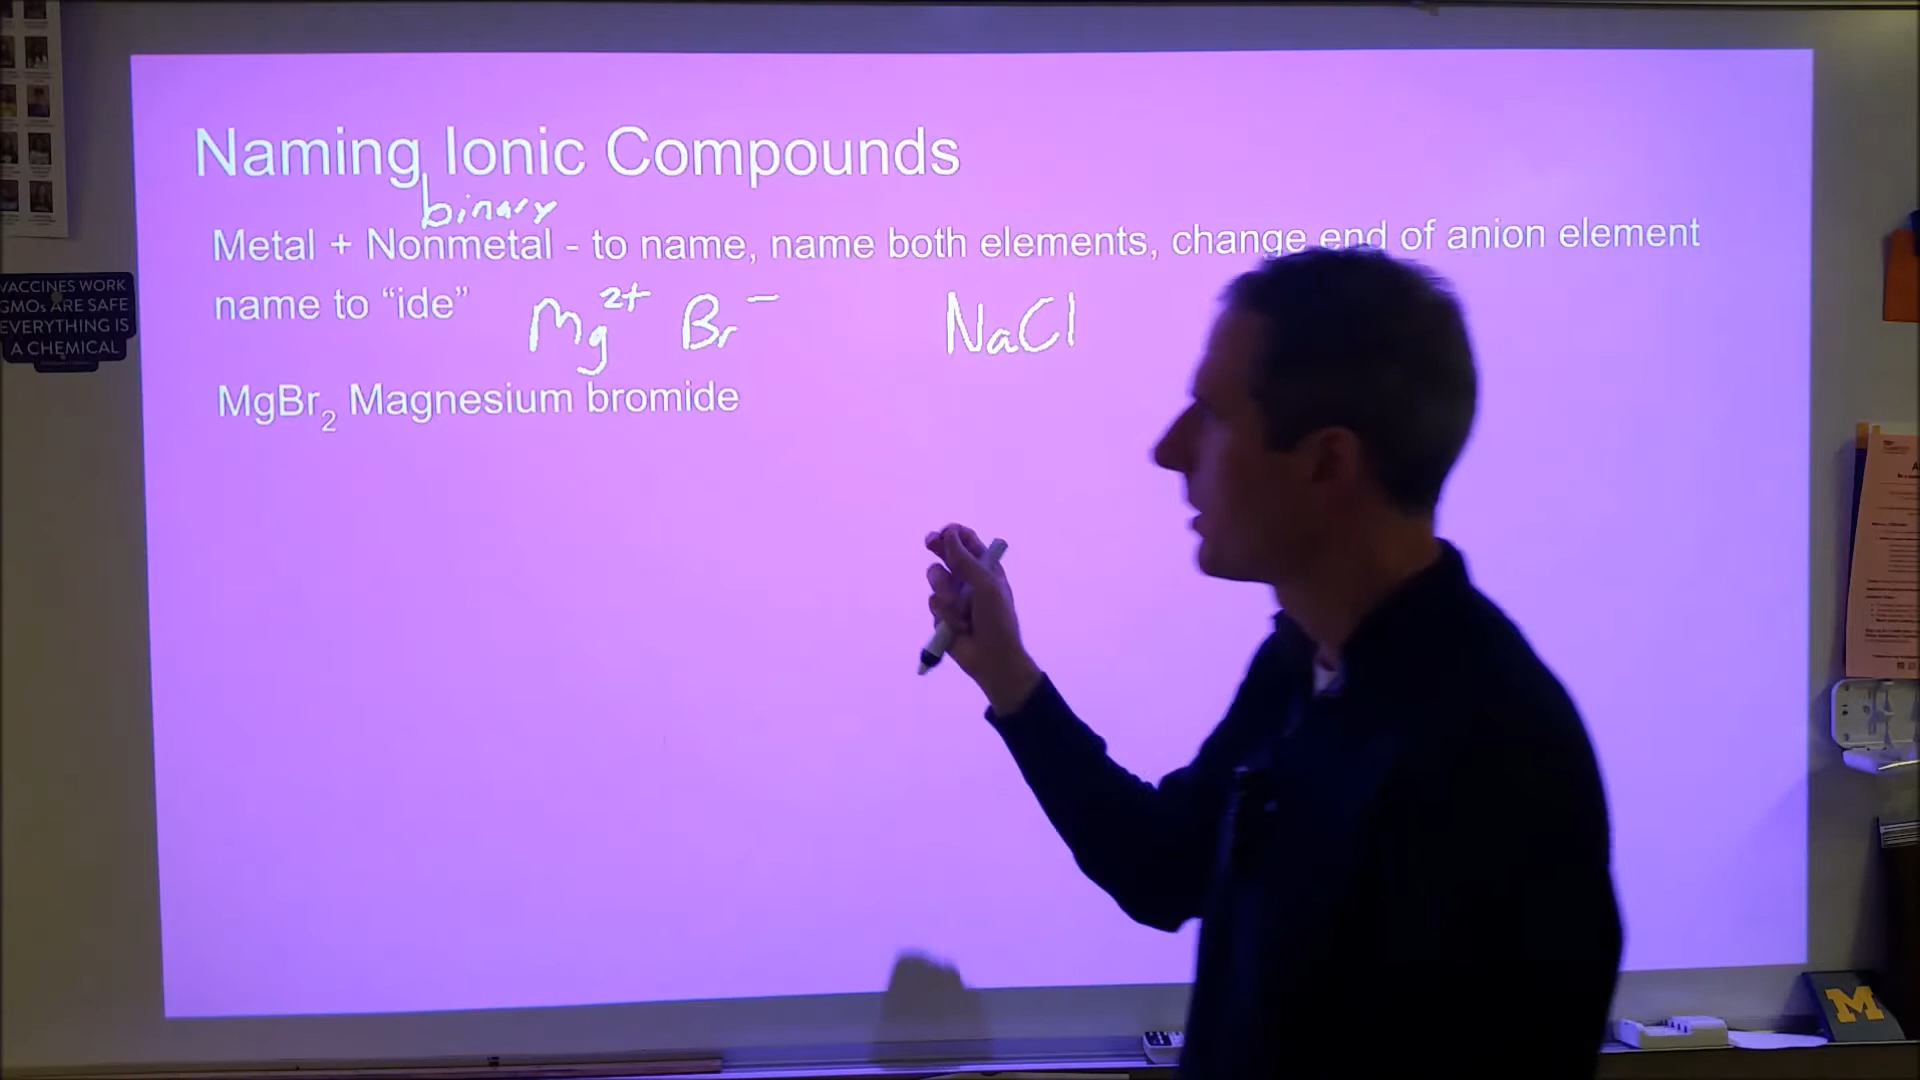 Naming Ionic Compounds
binary
Metal + Nonmetal - to name, name both elements, change end of anion element
name to “ide” Mg²⁺ Br⁻ NaCl
MgBr₂ Magnesium bromide
VACCINES WORK
GMOs ARE SAFE
EVERYTHING IS
A CHEMICAL
M